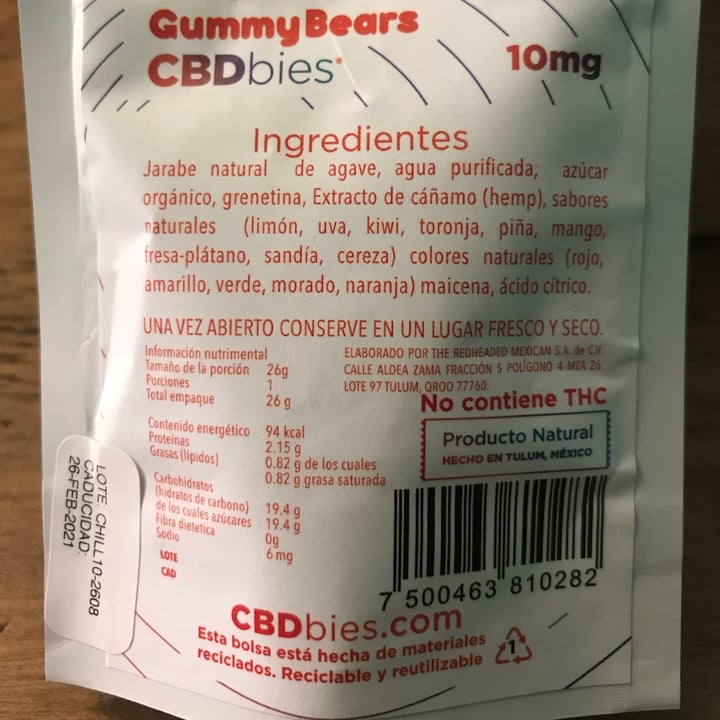 Gummy Bears
CBDbies®
10mg
Ingredientes
Jarabe natural de agave, agua purificada, azúcar
orgánico, grenetina, Extracto de cáñamo (hemp), sabores
naturales (limón, uva, kiwi, toronja, piña, mango,
fresa-plátano, sandía, cereza) colores naturales (rojo,
amarillo, verde, morado, naranja) maicena, ácido cítrico.
UNA VEZ ABIERTO CONSERVE EN UN LUGAR FRESCO Y SECO.
Información nutrimental
Tamaño de la porción 26g
Porciones 1
Total empaque 26 g
Contenido energético 94 kcal
Proteínas 2.15 g
Grasas (lípidos) 0.82 g de los cuales
0.82 g grasa saturada
Carbohidratos
(hidratos de carbono) 19.4 g
de los cuales azúcares 19.4 g
Fibra dietetica 0g
Sodio 6 mg
LOTE
CAD
ELABORADO POR THE REDHEADED MEXICAN S.A. de C.V.
CALLE ALDEA ZAMA FRACCIÓN 5 POLÍGONO 4 MZA 26
LOTE 97 TULUM, QROO 77760.
No contiene THC
Producto Natural
HECHO EN TULUM, MÉXICO
7 500463 810282
LOTE: CHILL10-2608
CADUCIDAD:
26-FEB-2021
CBDbies.com
Esta bolsa está hecha de materiales
reciclados. Reciclable y reutilizable
1